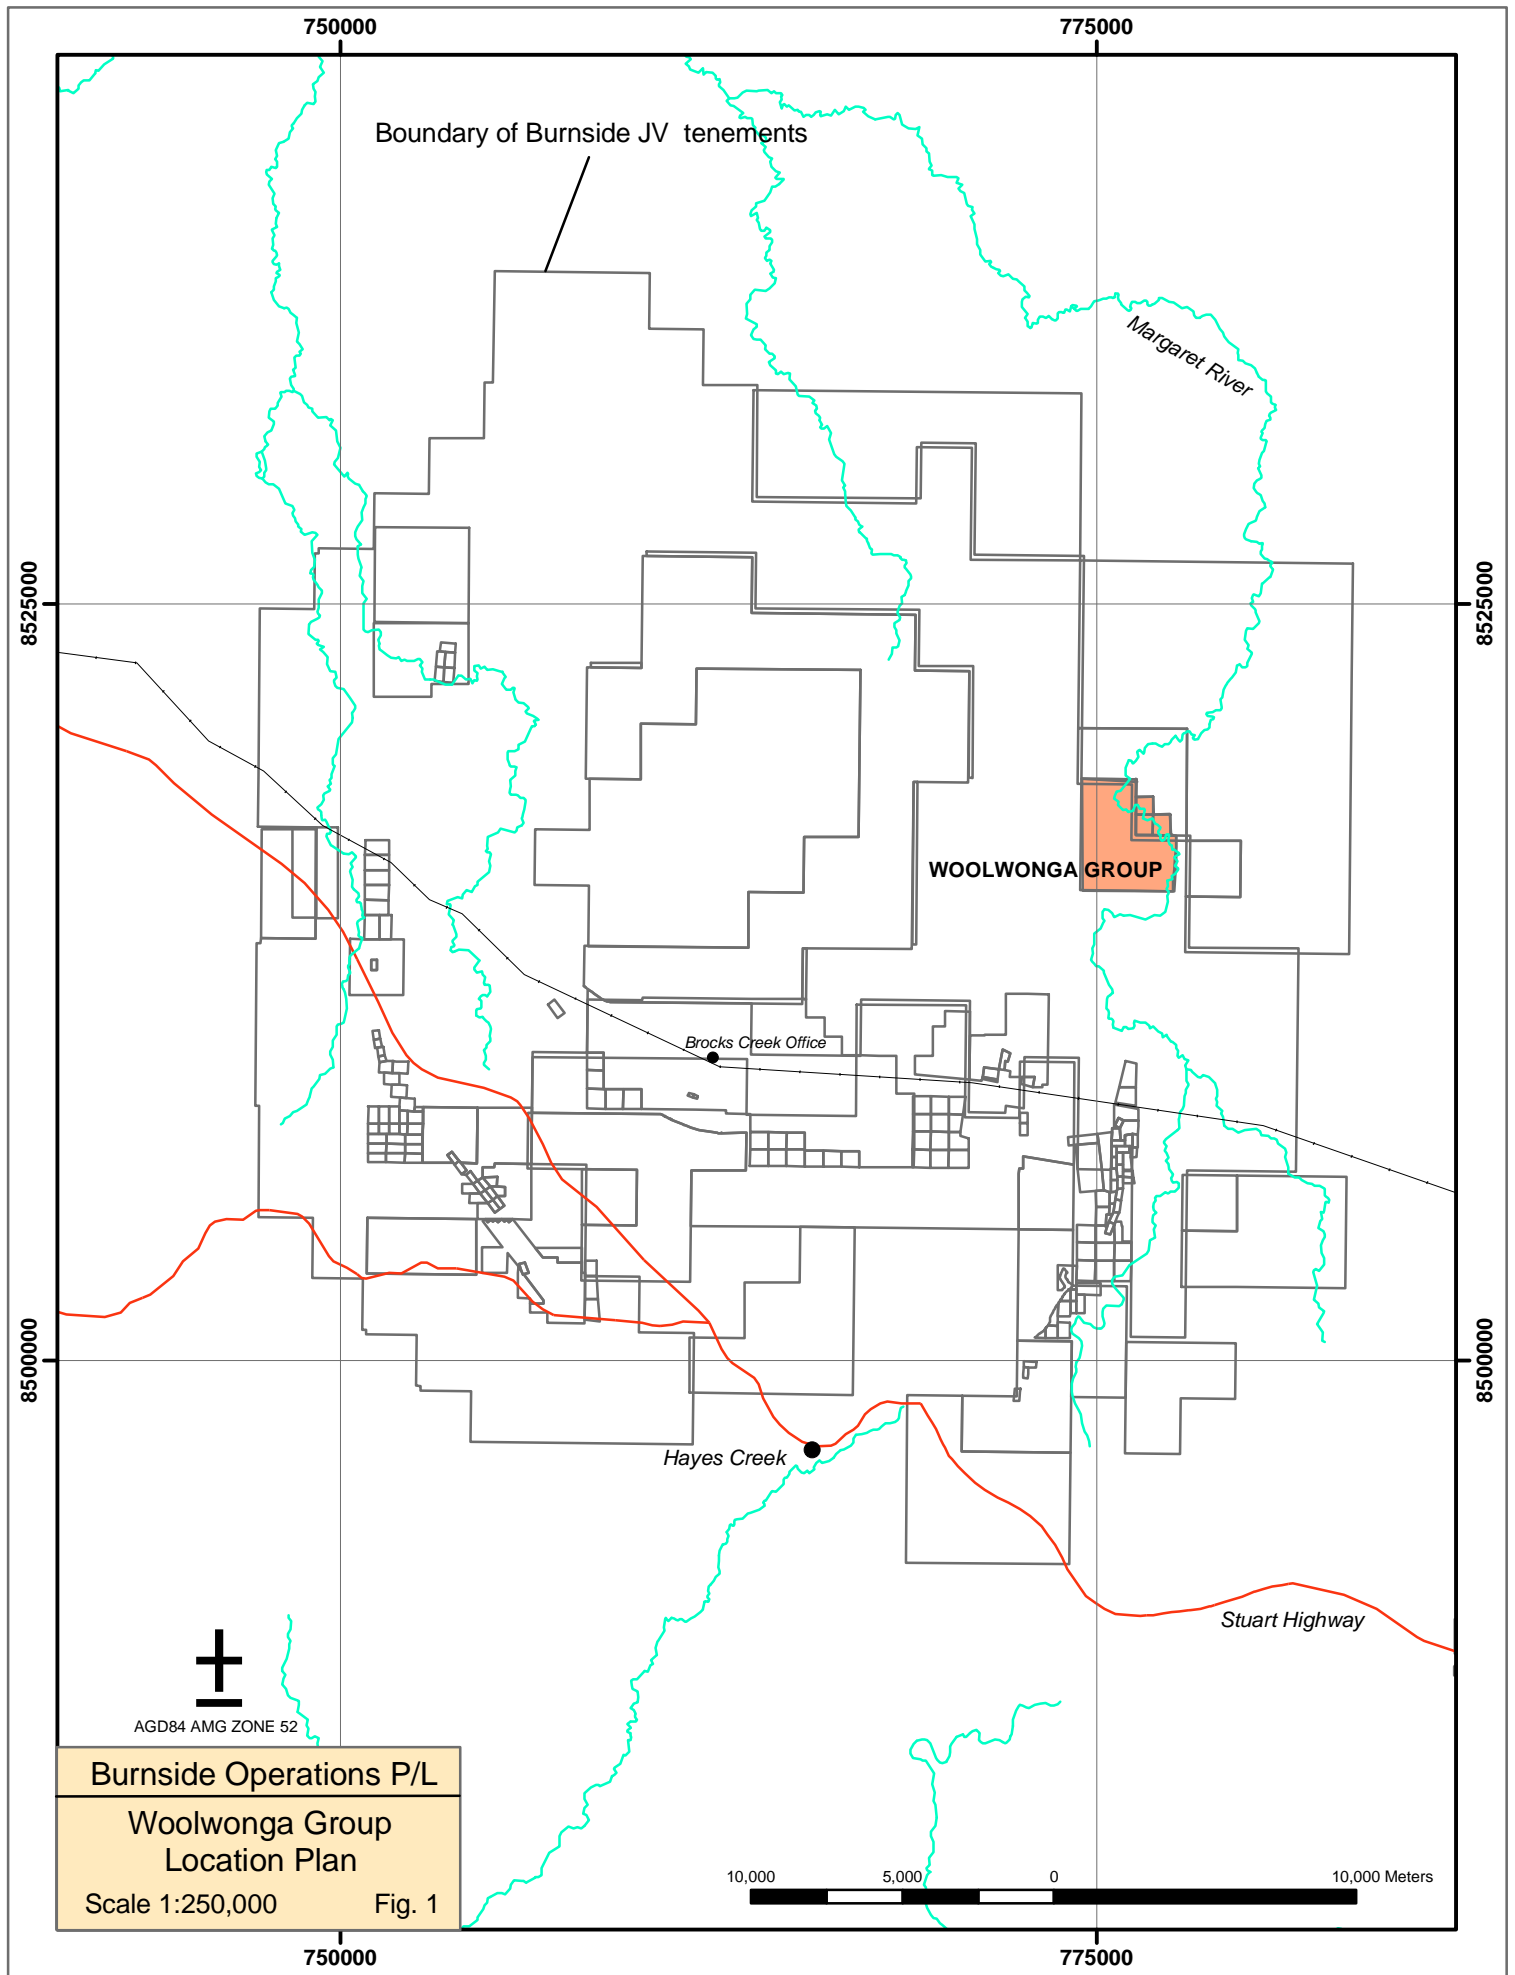 750000
775000
Boundary of Burnside JV tenements
Margaret River
8525000
8525000
WOOLWONGA GROUP
Brocks Creek Office
8500000
8500000
Hayes Creek
Stuart Highway
AGD84 AMG ZONE 52
Burnside Operations P/L
Woolwonga Group
Location Plan
Scale 1:250,000 Fig. 1
10,000 5,000 0 10,000 Meters
750000
775000